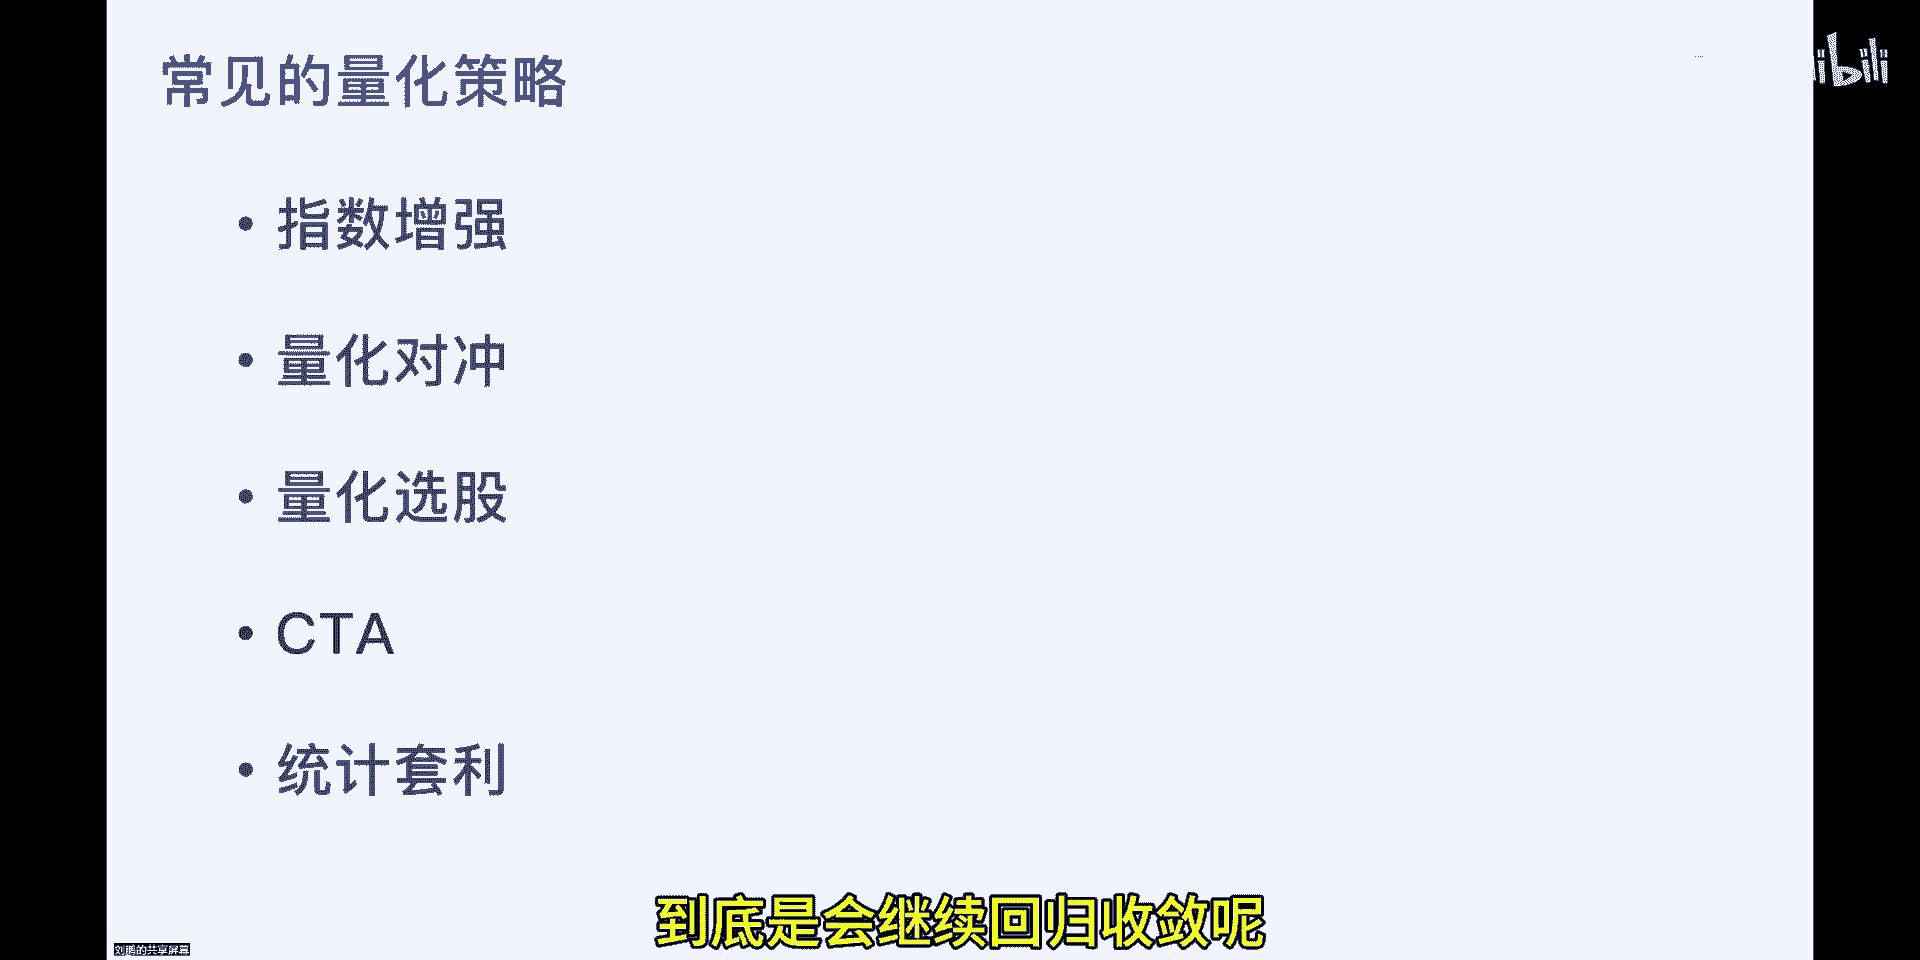 常见的量化策略
ibili
• 指数增强
• 量化对冲
• 量化选股
• CTA
• 统计套利
到底是会继续回归收敛呢
刘鹏的共享屏幕